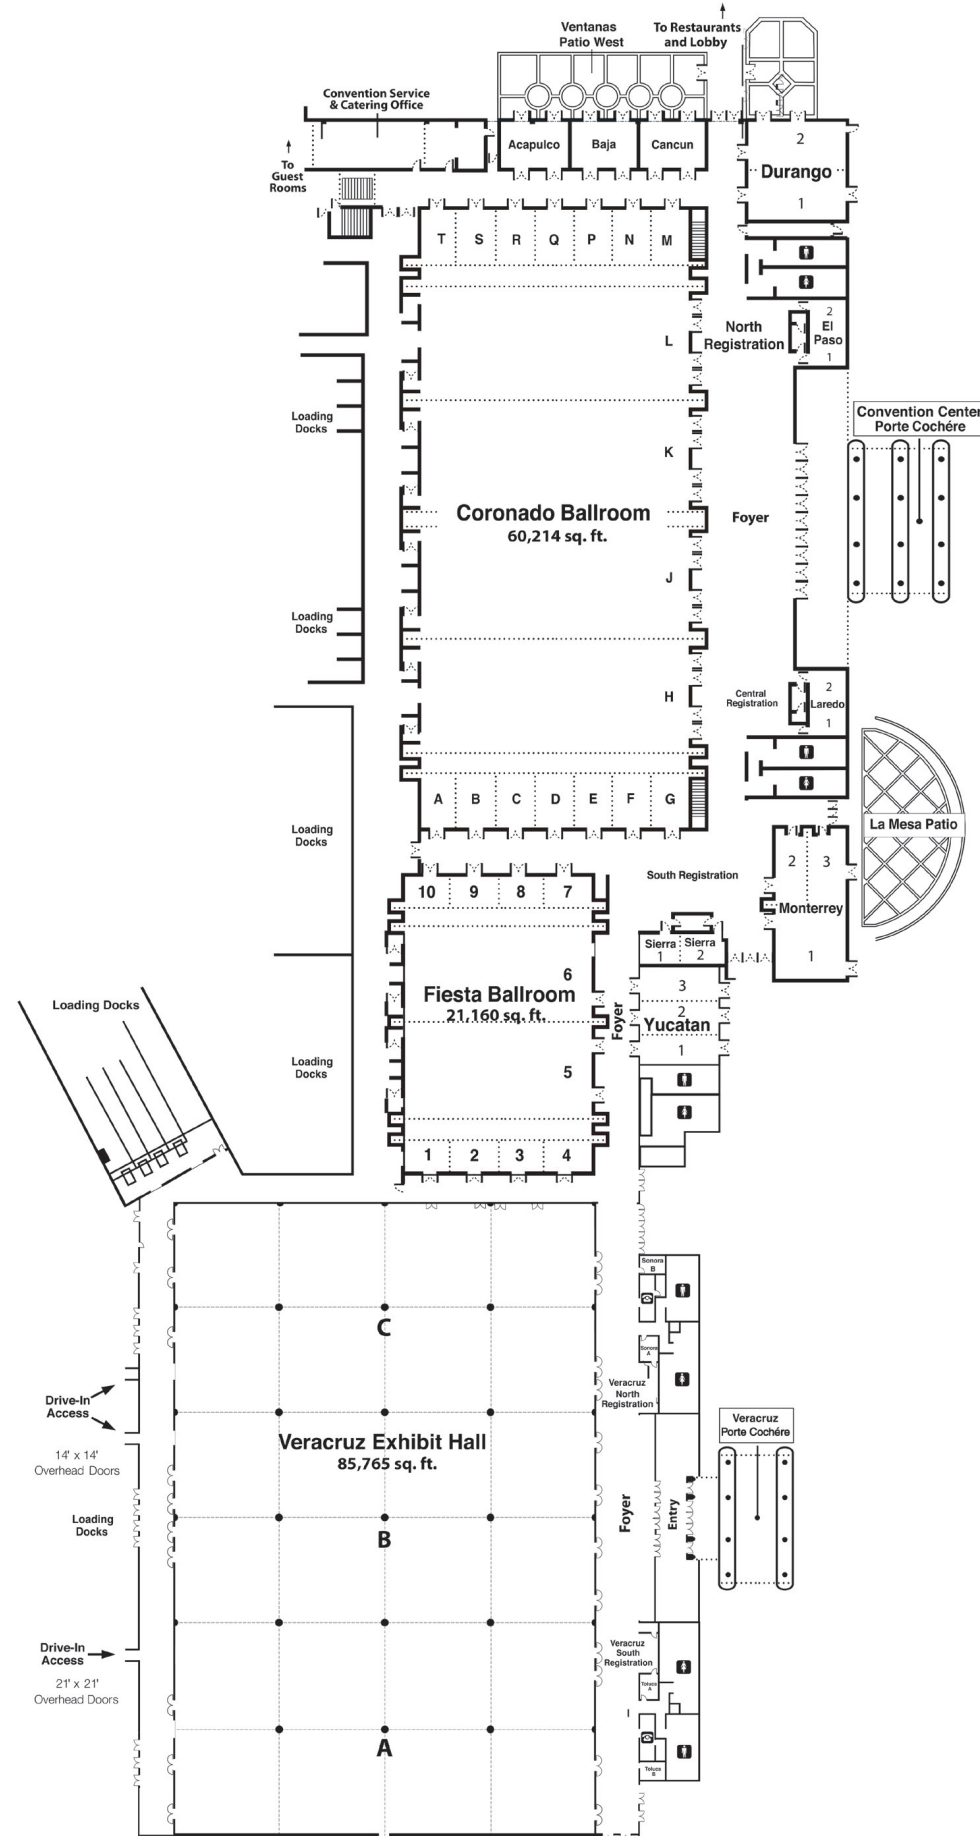 Ventanas
Patio West
To Restaurants
and Lobby
Convention Service
& Catering Office
To
Guest
Rooms
Acapulco
Baja
Cancun
2
Durango
1
T
S
R
Q
P
N
M
North
Registration
2
El
Paso
1
L
Loading
Docks
Convention Center
Porte Cochére
K
Coronado Ballroom
60,214 sq. ft.
Foyer
J
Loading
Docks
H
Central
Registration
2
Laredo
1
A
B
C
D
E
F
G
La Mesa Patio
Loading
Docks
2
3
Monterrey
1
South Registration
10
9
8
7
Sierra
1
Sierra
2
6
Fiesta Ballroom
21,160 sq. ft.
Foyer
3
2
Yucatan
1
Loading Docks
Loading
Docks
5
1
2
3
4
Sonora
B
C
Sonora
A
Veracruz
North
Registration
Drive-In
Access
Veracruz
Porte Cochére
Veracruz Exhibit Hall
85,765 sq. ft.
14' x 14'
Overhead Doors
Loading
Docks
Foyer
Entry
B
Drive-In
Access
Veracruz
South
Registration
21' x 21'
Overhead Doors
Toluca
A
A
Toluca
B